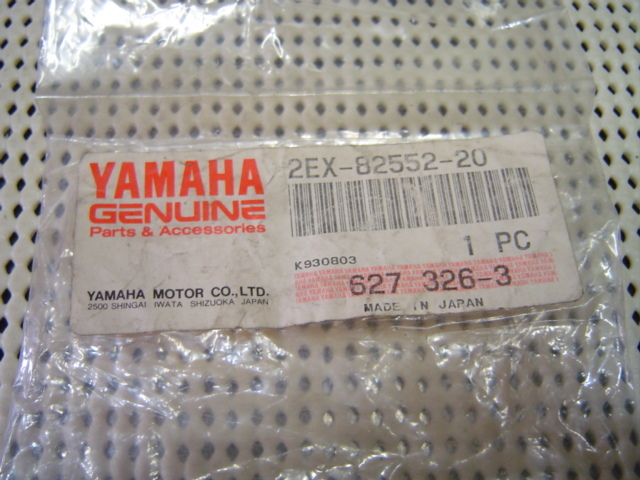 YAMAHA
GENUINE
Parts & Accessories
YAMAHA MOTOR CO.,LTD.
2500 SHINGAI IWATA SHIZUOKA JAPAN
2EX-82552-20
1 PC
K930803
627 326-3
MADE IN JAPAN